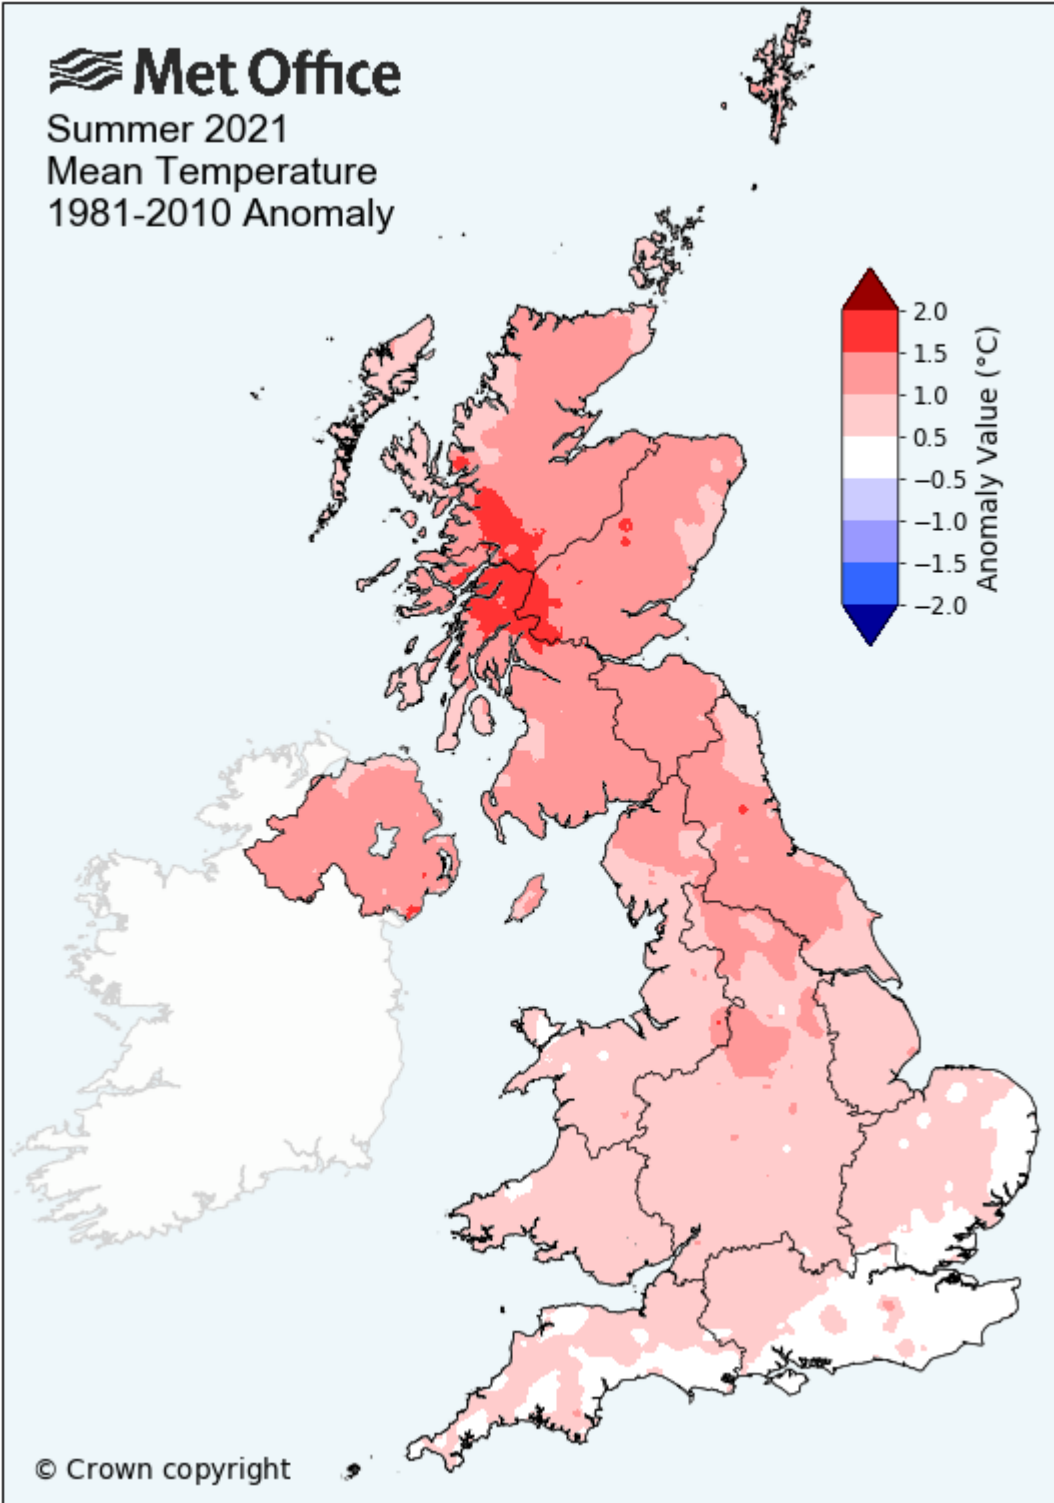 Met Office
Summer 2021
Mean Temperature
1981-2010 Anomaly
2.0
1.5
1.0
0.5
−0.5
−1.0
−1.5
−2.0
Anomaly Value (°C)
© Crown copyright